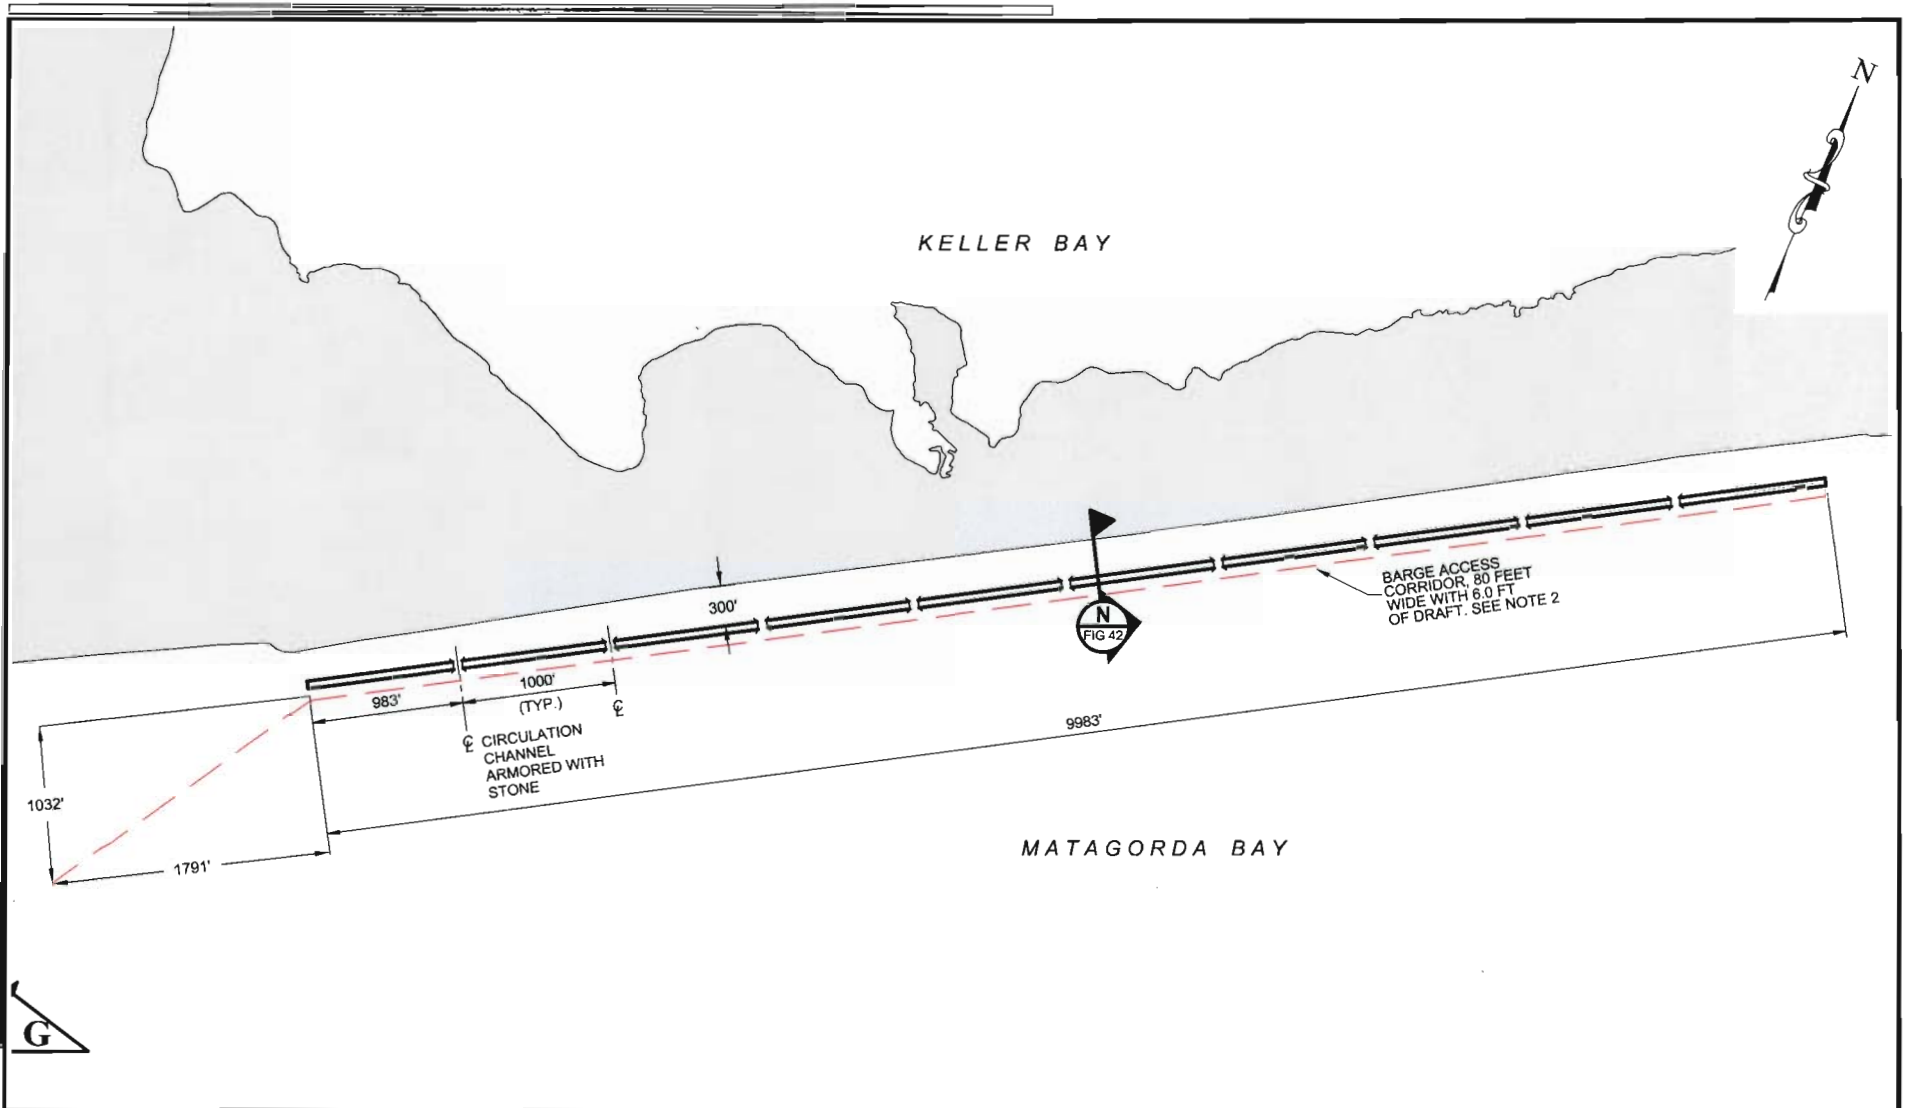 N
KELLER BAY
300'
BARGE ACCESS
CORRIDOR, 80 FEET
WIDE WITH 6.0 FT
OF DRAFT. SEE NOTE 2
N
FIG 42
1000'
(TYP.)
983'
℄
℄ CIRCULATION
CHANNEL
ARMORED WITH
STONE
9983'
1032'
1791'
MATAGORDA BAY
G